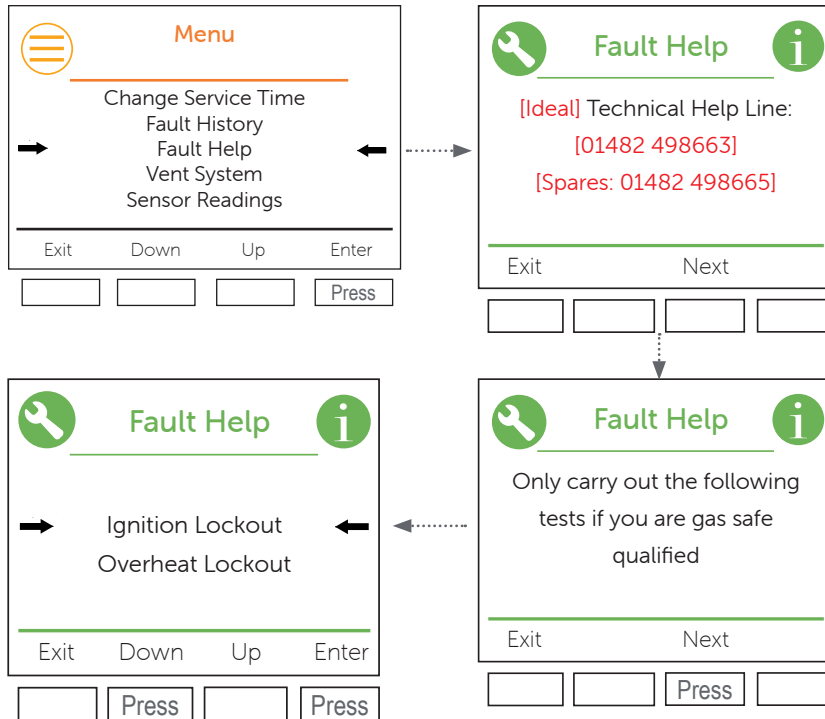 Menu
Change Service Time
Fault History
Fault Help
Vent System
Sensor Readings
Exit Down Up Enter
Press
Fault Help i
[Ideal] Technical Help Line:
[01482 498663]
[Spares: 01482 498665]
Exit Next
Fault Help i
Only carry out the following
tests if you are gas safe
qualified
Exit Next
Press
Fault Help i
Ignition Lockout
Overheat Lockout
Exit Down Up Enter
Press Press